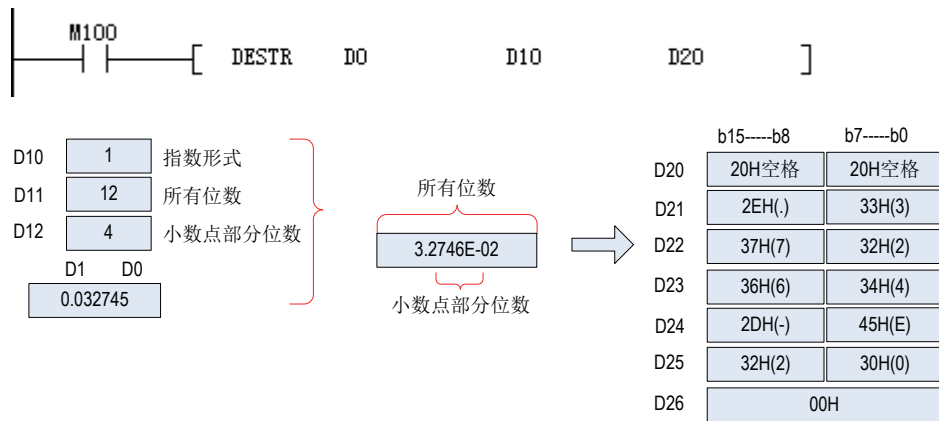 M100
DESTR D0 D10 D20
D10 1 指数形式
D11 12 所有位数
D12 4 小数点部分位数
D1 D0
0.032745
所有位数
3.2746E-02
小数点部分位数
b15-----b8 b7-----b0
D20 20H空格 20H空格
D21 2EH(.) 33H(3)
D22 37H(7) 32H(2)
D23 36H(6) 34H(4)
D24 2DH(-) 45H(E)
D25 32H(2) 30H(0)
D26 00H